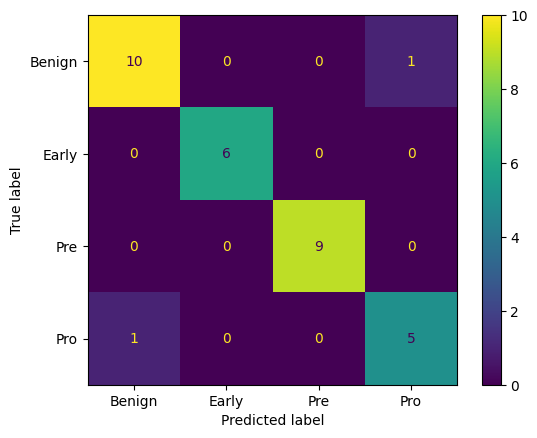 Benign 10 0 0 1
Early 0 6 0 0
Pre 0 0 9 0
Pro 1 0 0 5
Benign Early Pre Pro
Predicted label
True label
10
8
6
4
2
0